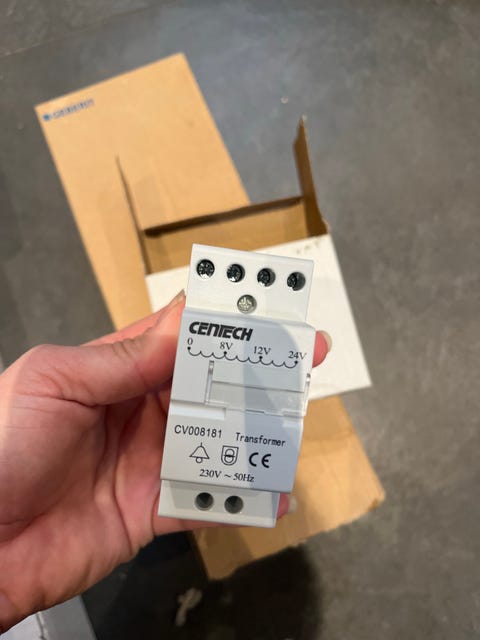 CENTECH
0 8V 12V 24V
CV008181 Transformer
CE
230V ~ 50Hz